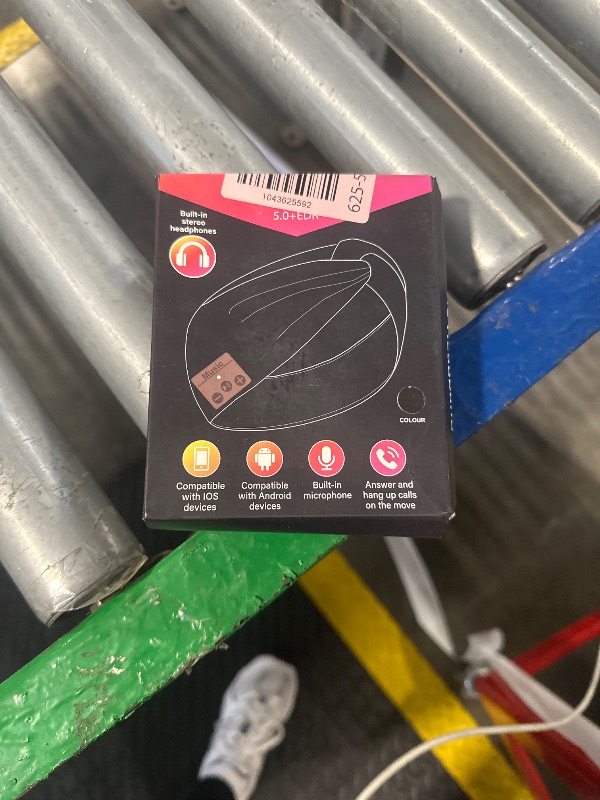 1043625592
625-5
5.0+EDR
Built-in
stereo
headphones
Music
COLOUR
Compatible
with IOS
devices
Compatible
with Android
devices
Built-in
microphone
Answer and
hang up calls
on the move